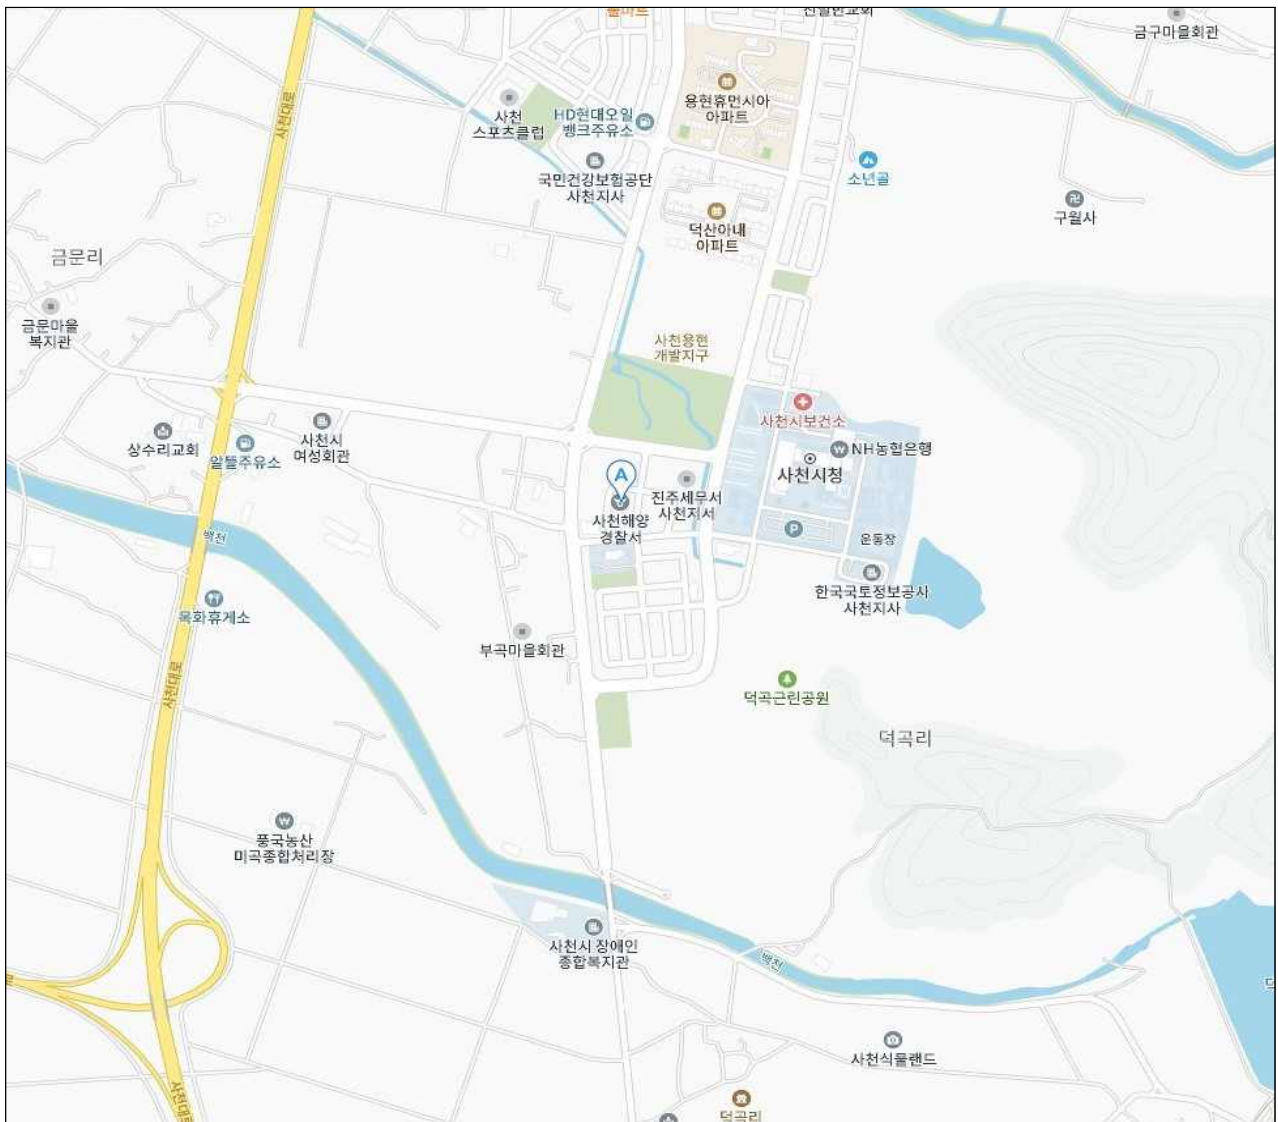 올마트
진실한교회
금구마을회관
사천대로
사천
스포츠클럽
HD현대오일
뱅크주유소
용현휴먼시아
아파트
국민건강보험공단
사천지사
소년골
구월사
덕산아내
아파트
금문리
금문마을
복지관
사천용현
개발지구
사천시보건소
상수리교회
알뜰주유소
사천시
여성회관
NH농협은행
사천시청
A
진주세무서
사천지서
사천해양
경찰서
P
운동장
백천
한국국토정보공사
사천지사
목화휴게소
부곡마을회관
사천대로
덕곡근린공원
덕곡리
풍국농산
미곡종합처리장
사천시 장애인
종합복지관
백천
사천식물랜드
사천대로
덕곡리